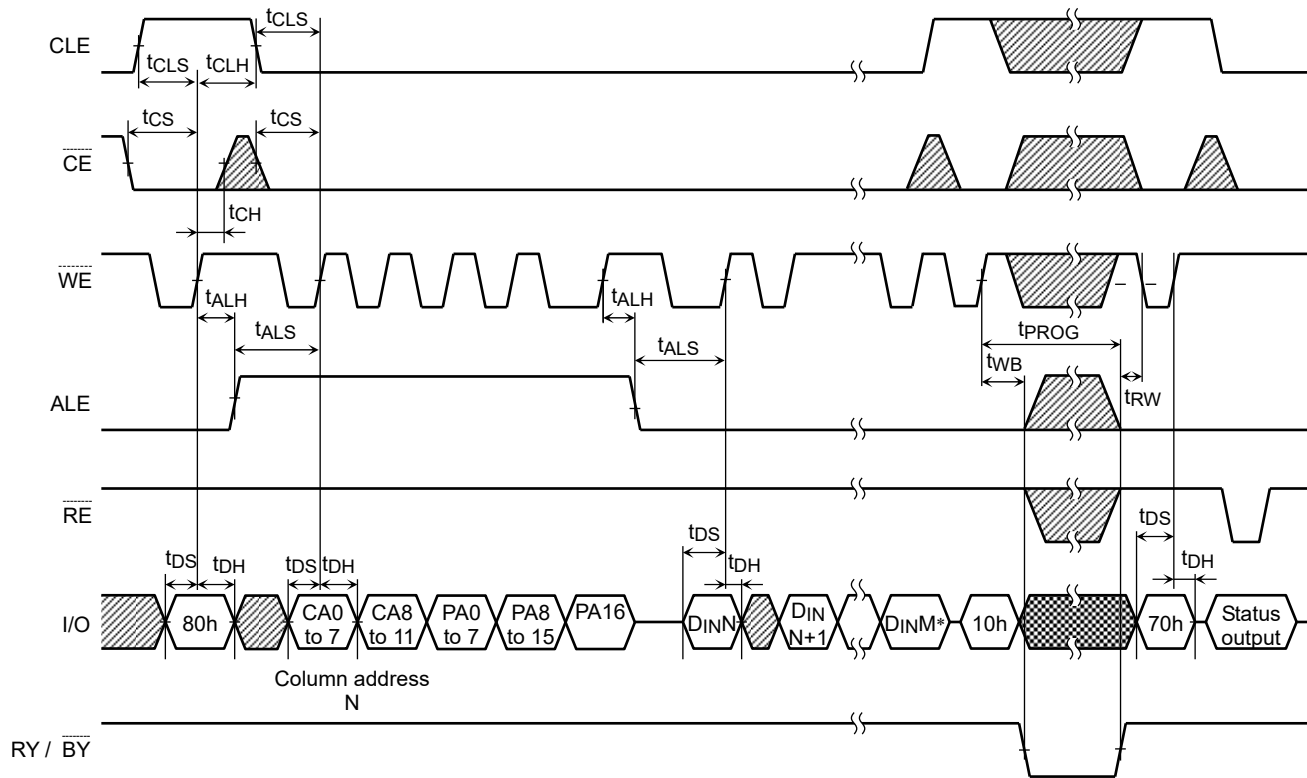 CLE
tCLS
tCLS
tCLH
CE
tCS
tCS
tCH
WE
tALH
tALS
tALH
tALS
tPROG
tWB
tRW
ALE
RE
tDS
tDH
tDS
tDH
tDS
tDH
tDS
tDH
I/O
80h
CA0
to 7
CA8
to 11
PA0
to 7
PA8
to 15
PA16
DINN
DIN
N+1
DINM*
10h
70h
Status
output
Column address
N
RY / BY